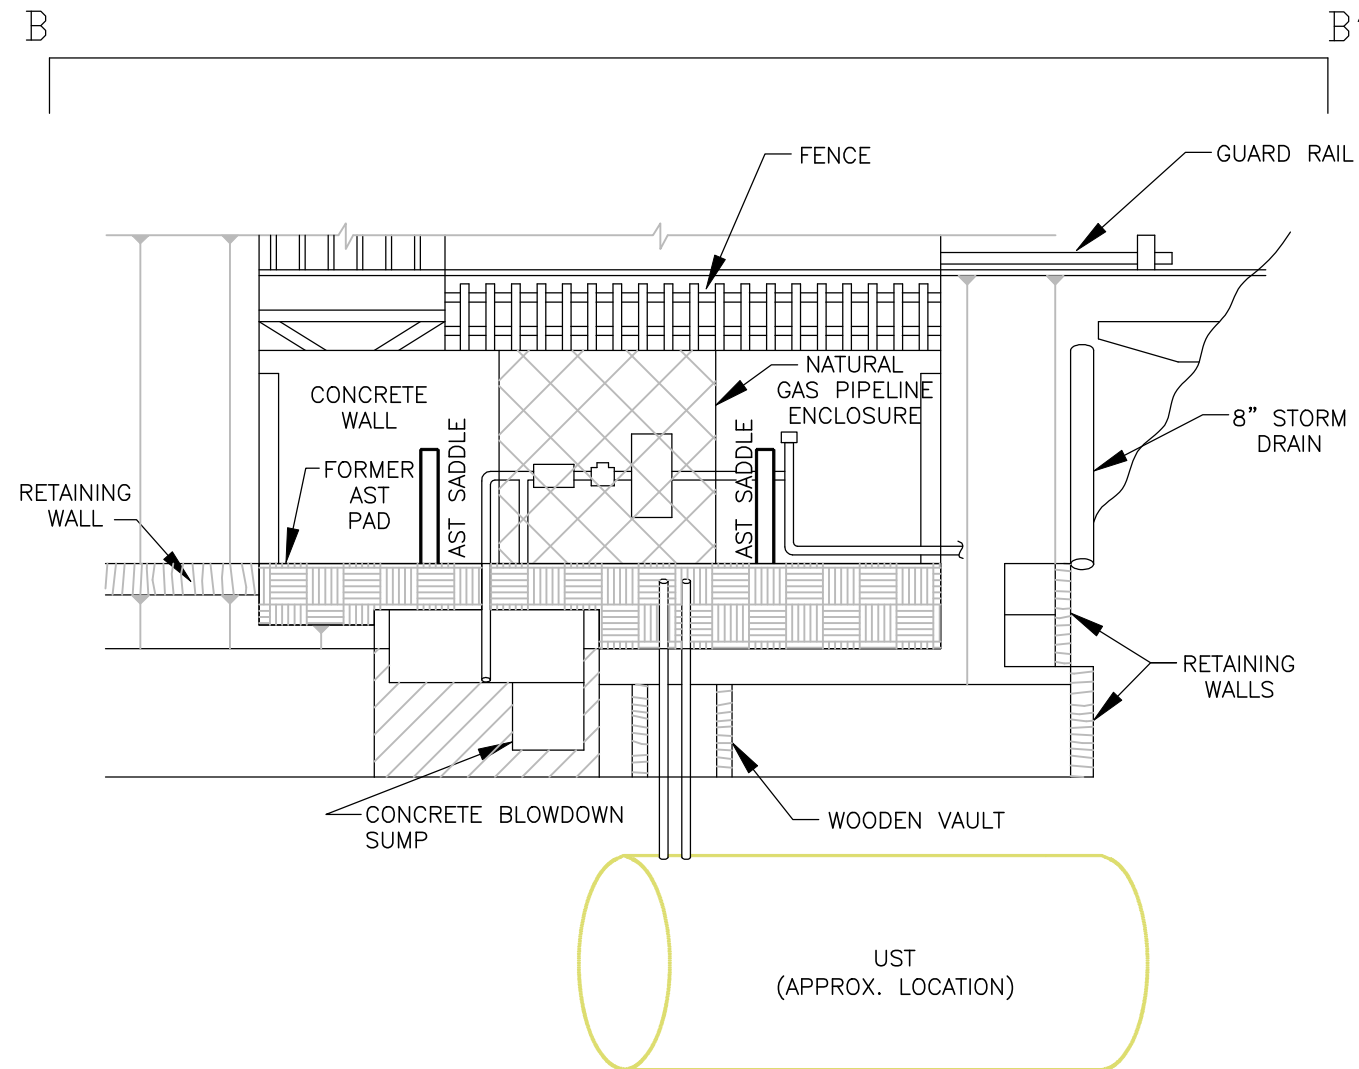 B
B'
FENCE
GUARD RAIL
NATURAL
GAS PIPELINE
ENCLOSURE
CONCRETE
WALL
8” STORM
DRAIN
AST SADDLE
AST SADDLE
FORMER
AST
PAD
RETAINING
WALL
RETAINING
WALLS
CONCRETE BLOWDOWN
SUMP
WOODEN VAULT
UST
(APPROX. LOCATION)